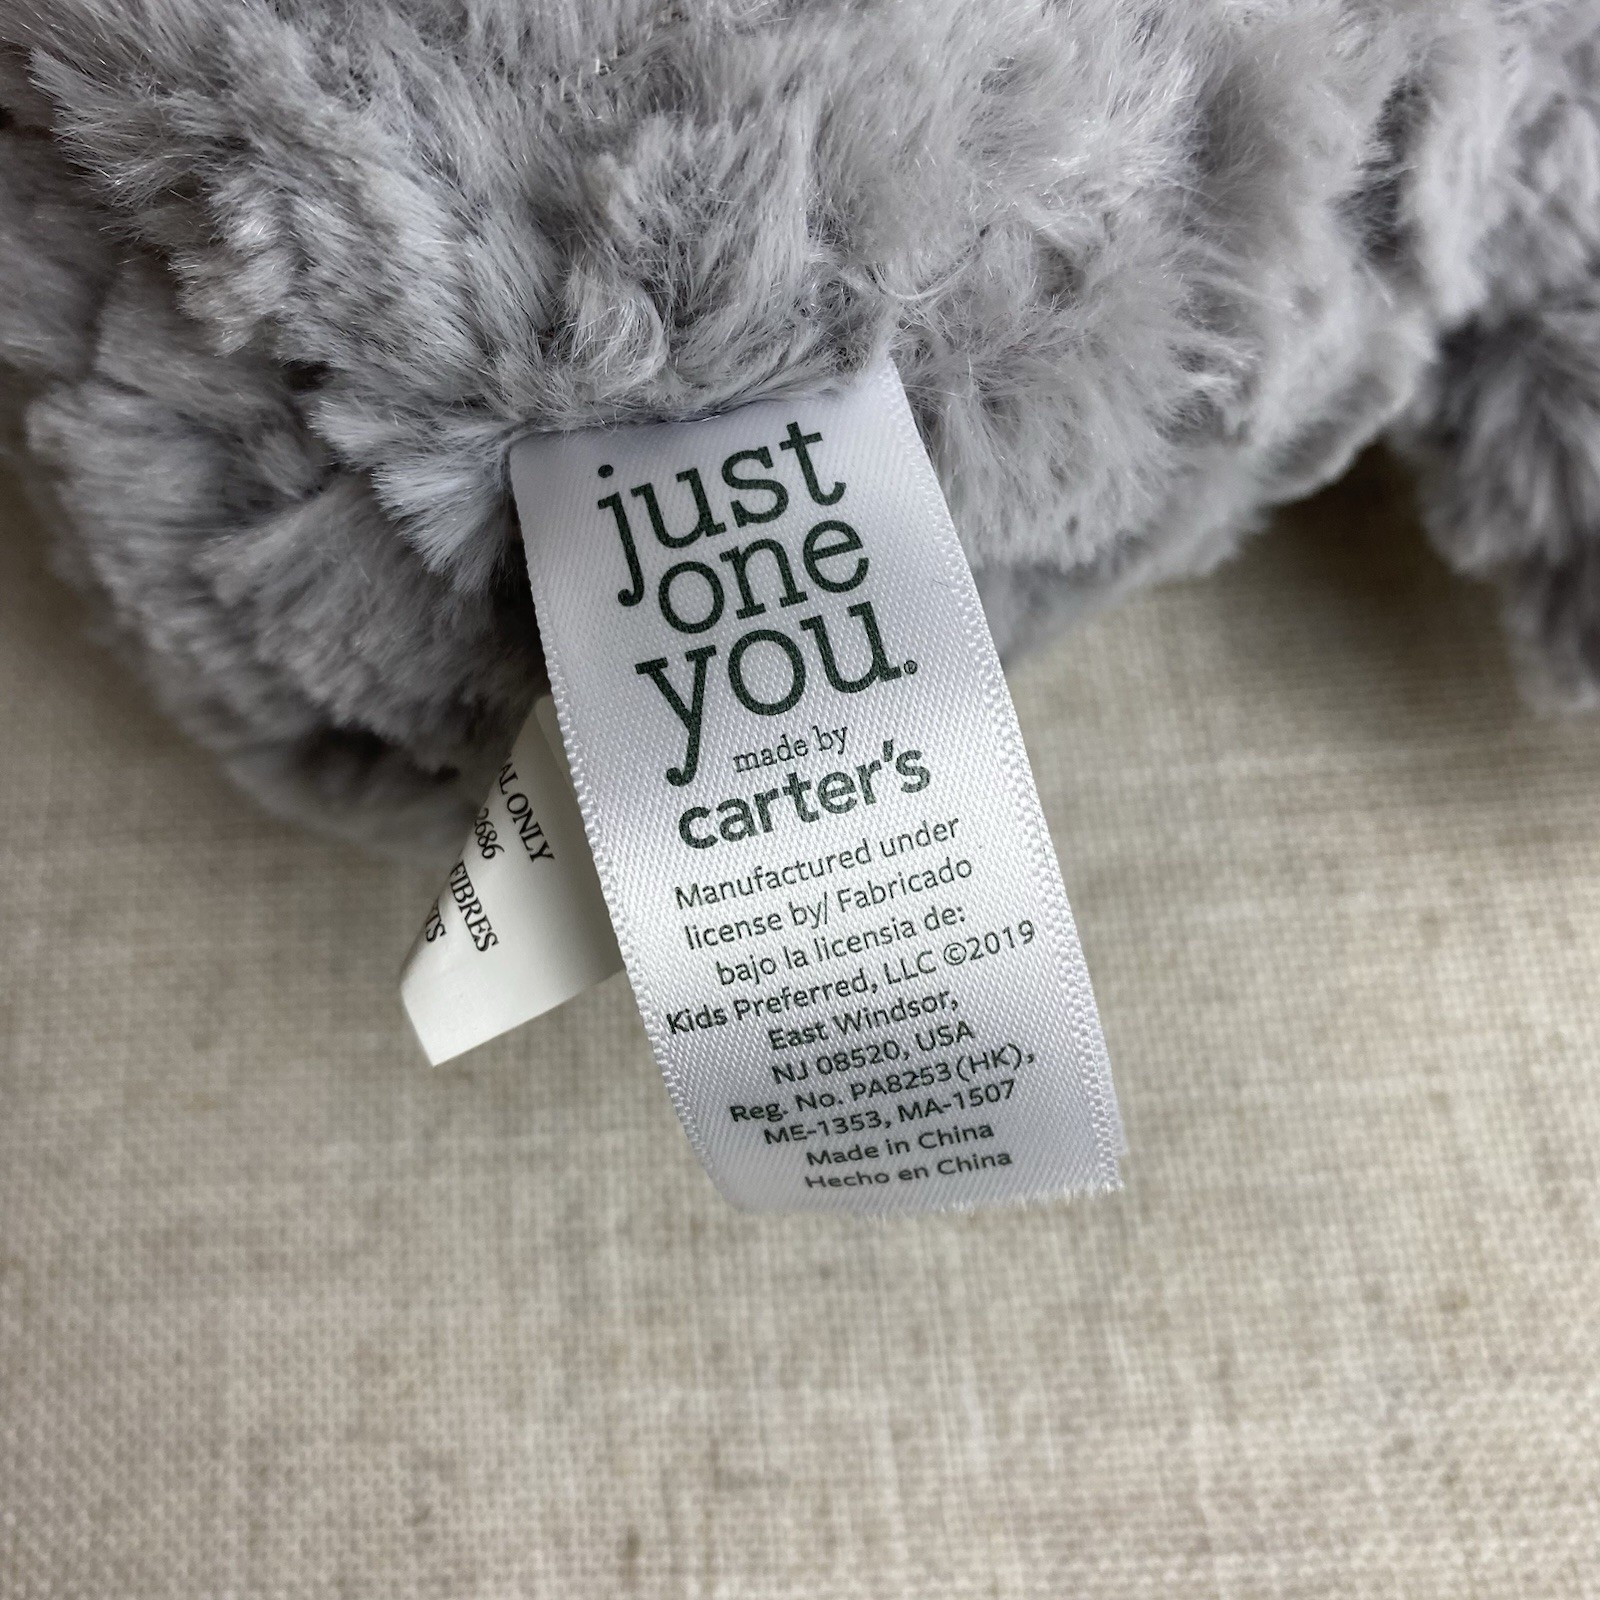 just
one
you®
made by
carter's
Manufactured under
license by/ Fabricado
bajo la licensia de:
Kids Preferred, LLC ©2019
East Windsor,
NJ 08520, USA
Reg. No. PA8253(HK),
ME-1353, MA-1507
Made in China
Hecho en China
ONLY
2686
FIBRES